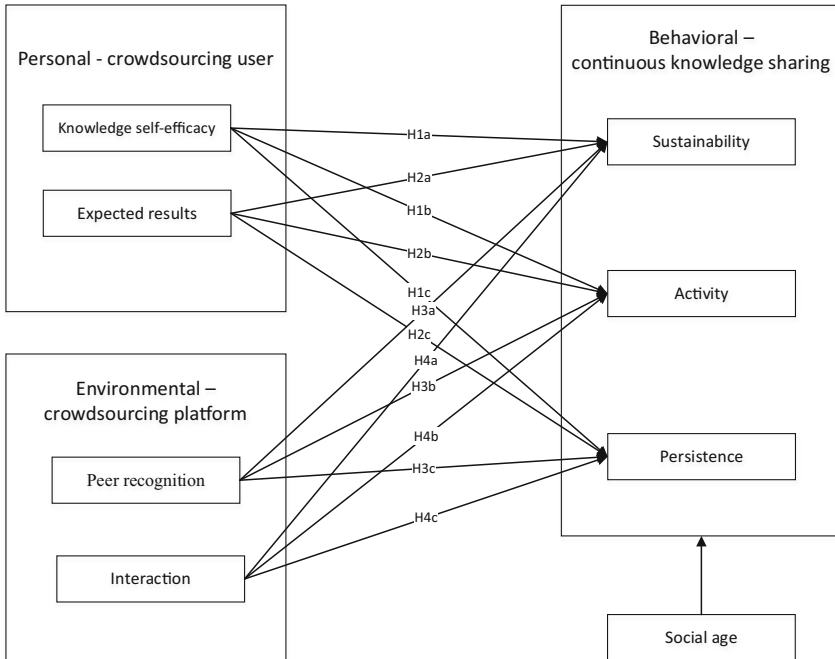 Personal - crowdsourcing user
Knowledge self-efficacy
Expected results
Environmental –
crowdsourcing platform
Peer recognition
Interaction
H1a
H2a
H1b
H2b
H1c
H3a
H2c
H4a
H3b
H4b
H3c
H4c
Behavioral –
continuous knowledge sharing
Sustainability
Activity
Persistence
Social age